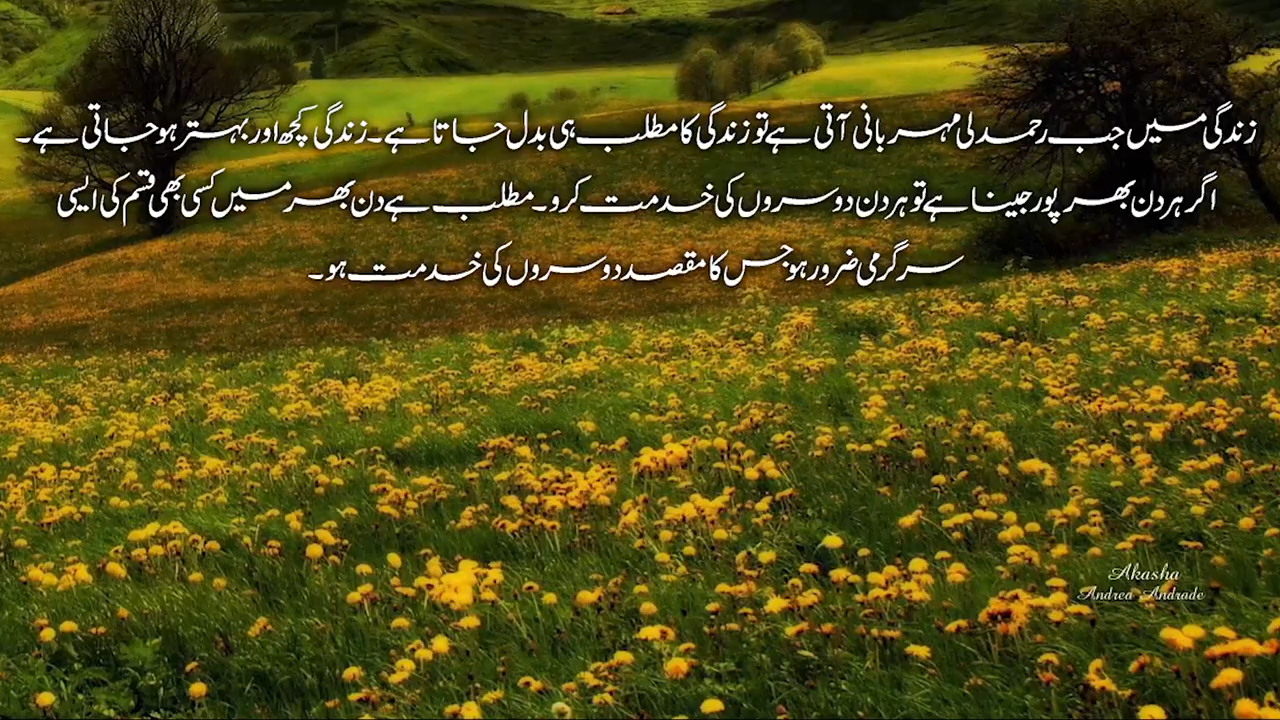 زندگی میں جب رحمدلی مہربانی آتی ہے تو زندگی کا مطلب ہی بدل جاتا ہے۔ زندگی کچھ اور بہتر ہو جاتی ہے۔
اگر ہر دن بھر پور جینا ہے تو ہر دن دوسروں کی خدمت کرو۔ مطلب ہے دن بھر میں کسی بھی قسم کی ایسی
سرگرمی ضرور ہو جس کا مقصد دوسروں کی خدمت ہو۔
Akasha
Andrea Andrade